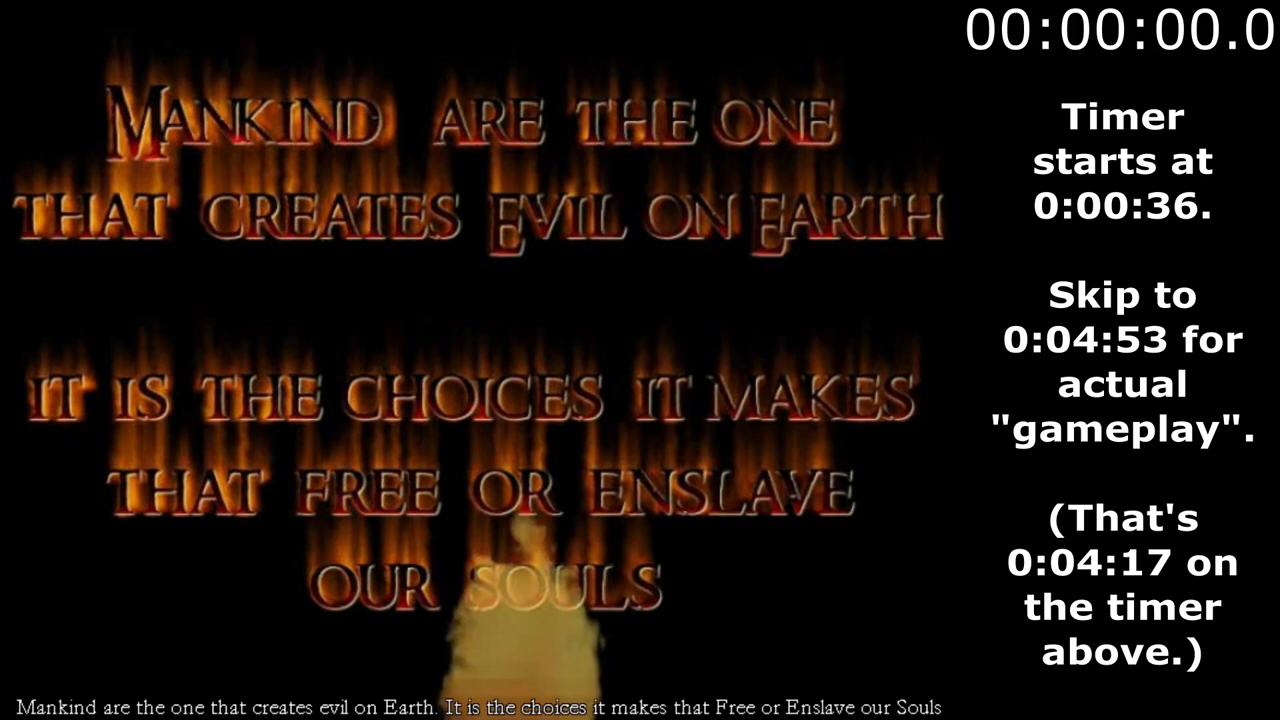 MANKIND ARE THE ONE
THAT CREATES EVIL ON EARTH
IT IS THE CHOICES IT MAKES
THAT FREE OR ENSLAVE
OUR SOULS
Mankind are the one that creates evil on Earth. It is the choices it makes that Free or Enslave our Souls
00:00:00.0
Timer
starts at
0:00:36.
Skip to
0:04:53 for
actual
"gameplay".
(That's
0:04:17 on
the timer
above.)